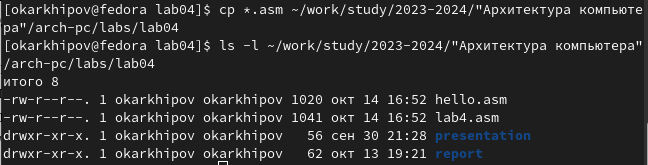 [okarkhipov@fedora lab04]$ cp *.asm ~/work/study/2023-2024/"Архитектура компьюте
ра"/arch-pc/labs/lab04
[okarkhipov@fedora lab04]$ ls -l ~/work/study/2023-2024/"Архитектура компьютера"
/arch-pc/labs/lab04
итого 8
-rw-r--r--. 1 okarkhipov okarkhipov 1020 окт 14 16:52 hello.asm
-rw-r--r--. 1 okarkhipov okarkhipov 1041 окт 14 16:52 lab4.asm
drwxr-xr-x. 1 okarkhipov okarkhipov   56 сен 30 21:28 presentation
drwxr-xr-x. 1 okarkhipov okarkhipov   62 окт 13 19:21 report